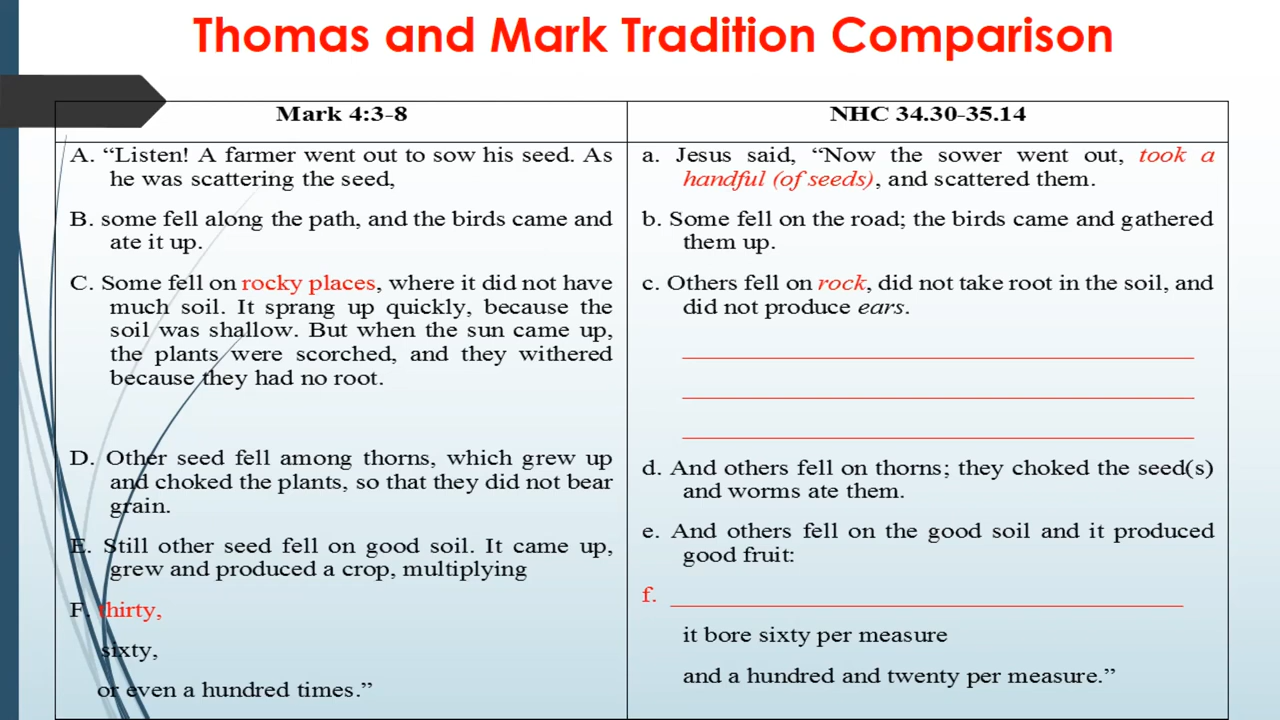 Thomas and Mark Tradition Comparison
Mark 4:3-8
A. “Listen! A farmer went out to sow his seed. As
he was scattering the seed,
B. some fell along the path, and the birds came and
ate it up.
C. Some fell on rocky places, where it did not have
much soil. It sprang up quickly, because the
soil was shallow. But when the sun came up,
the plants were scorched, and they withered
because they had no root.
D. Other seed fell among thorns, which grew up
and choked the plants, so that they did not bear
grain.
E. Still other seed fell on good soil. It came up,
grew and produced a crop, multiplying
F. thirty,
sixty,
or even a hundred times.”
NHC 34.30-35.14
a. Jesus said, “Now the sower went out, took a
handful (of seeds), and scattered them.
b. Some fell on the road; the birds came and gathered
them up.
c. Others fell on rock, did not take root in the soil, and
did not produce ears.
d. And others fell on thorns; they choked the seed(s)
and worms ate them.
e. And others fell on the good soil and it produced
good fruit:
f.
it bore sixty per measure
and a hundred and twenty per measure.”